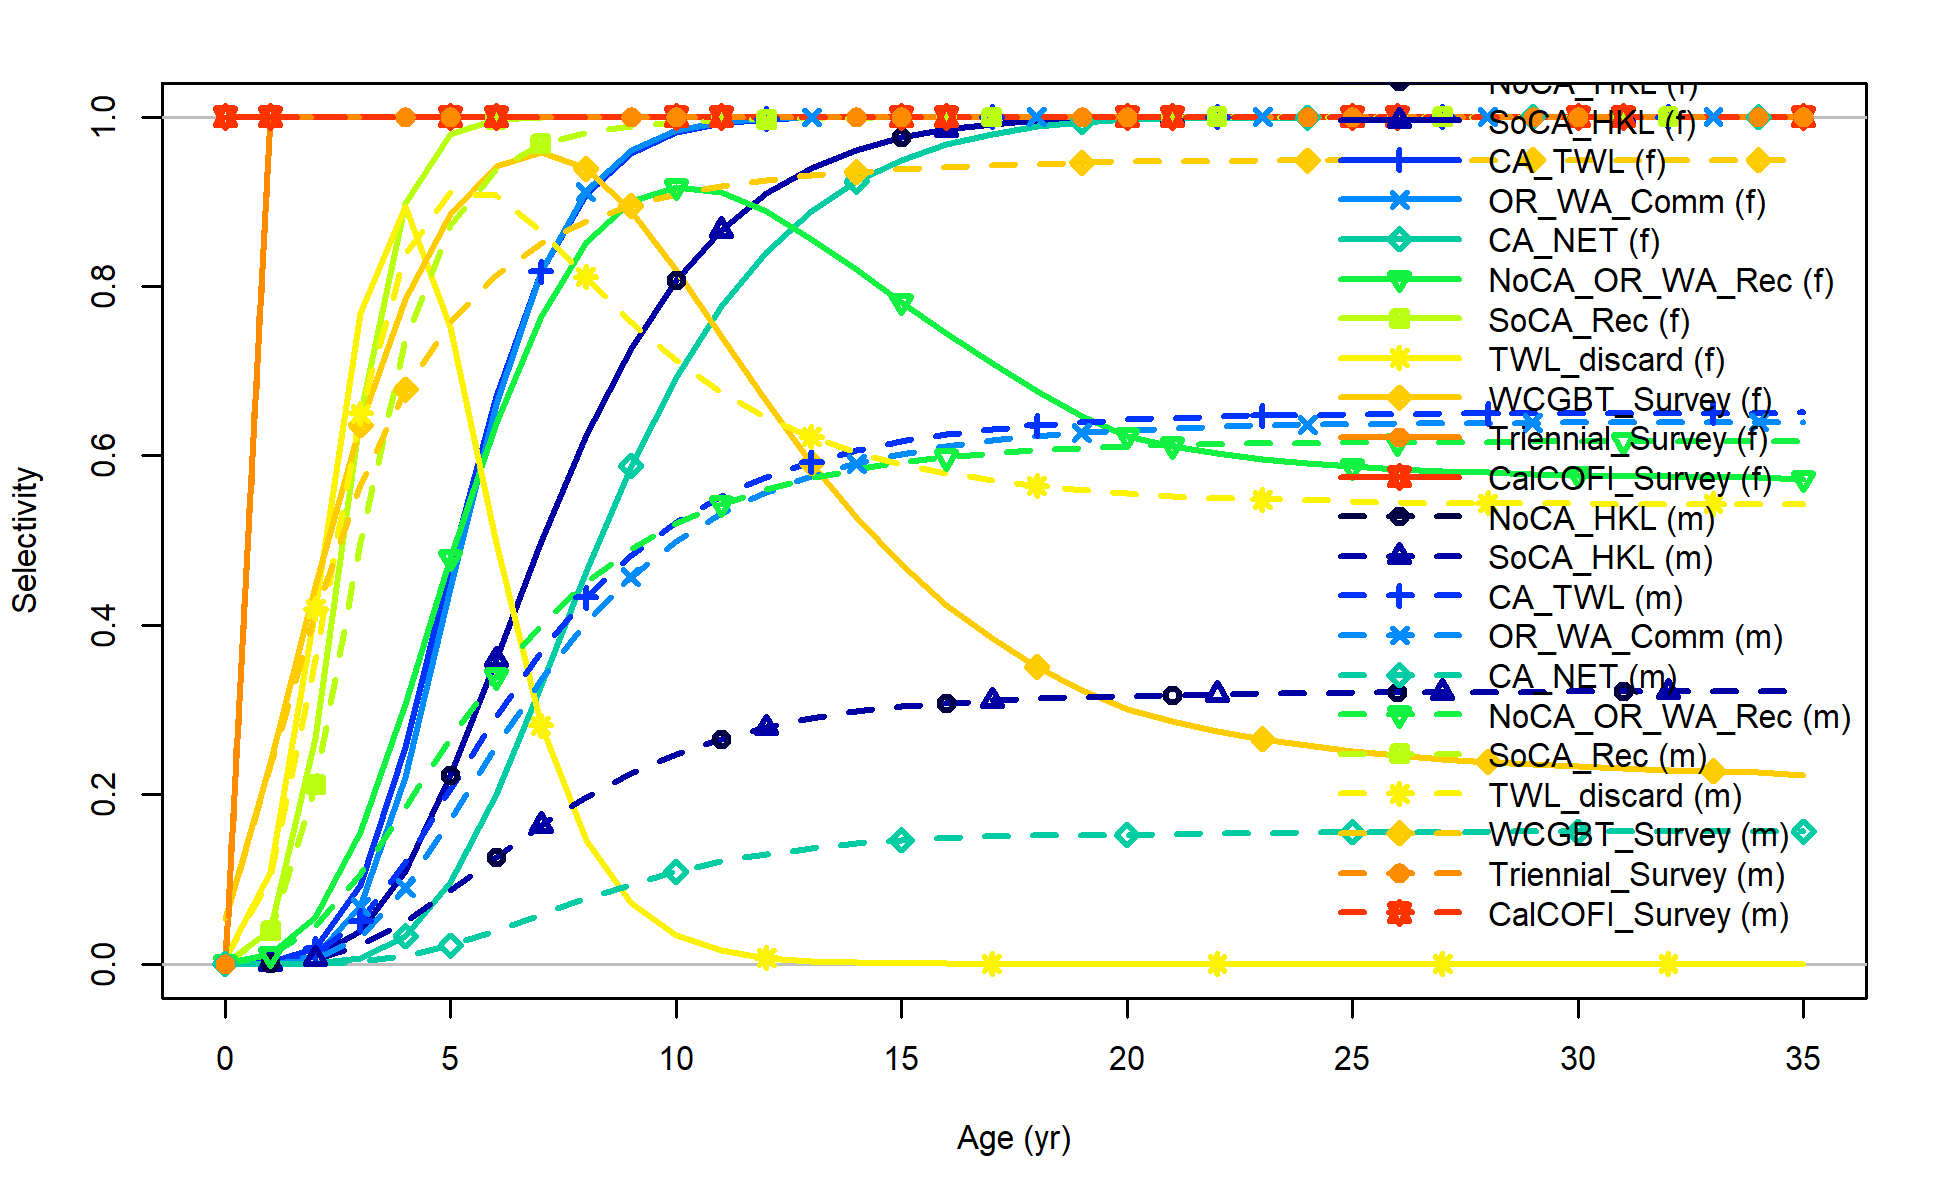 NoCA_HKL (f)
SoCA_HKL (f)
CA_TWL (f)
OR_WA_Comm (f)
CA_NET (f)
NoCA_OR_WA_Rec (f)
SoCA_Rec (f)
TWL_discard (f)
WCGBT_Survey (f)
Triennial_Survey (f)
CalCOFI_Survey (f)
NoCA_HKL (m)
SoCA_HKL (m)
CA_TWL (m)
OR_WA_Comm (m)
CA_NET (m)
NoCA_OR_WA_Rec (m)
SoCA_Rec (m)
TWL_discard (m)
WCGBT_Survey (m)
Triennial_Survey (m)
CalCOFI_Survey (m)
1.0
0.8
0.6
0.4
0.2
0.0
Selectivity
0 5 10 15 20 25 30 35
Age (yr)